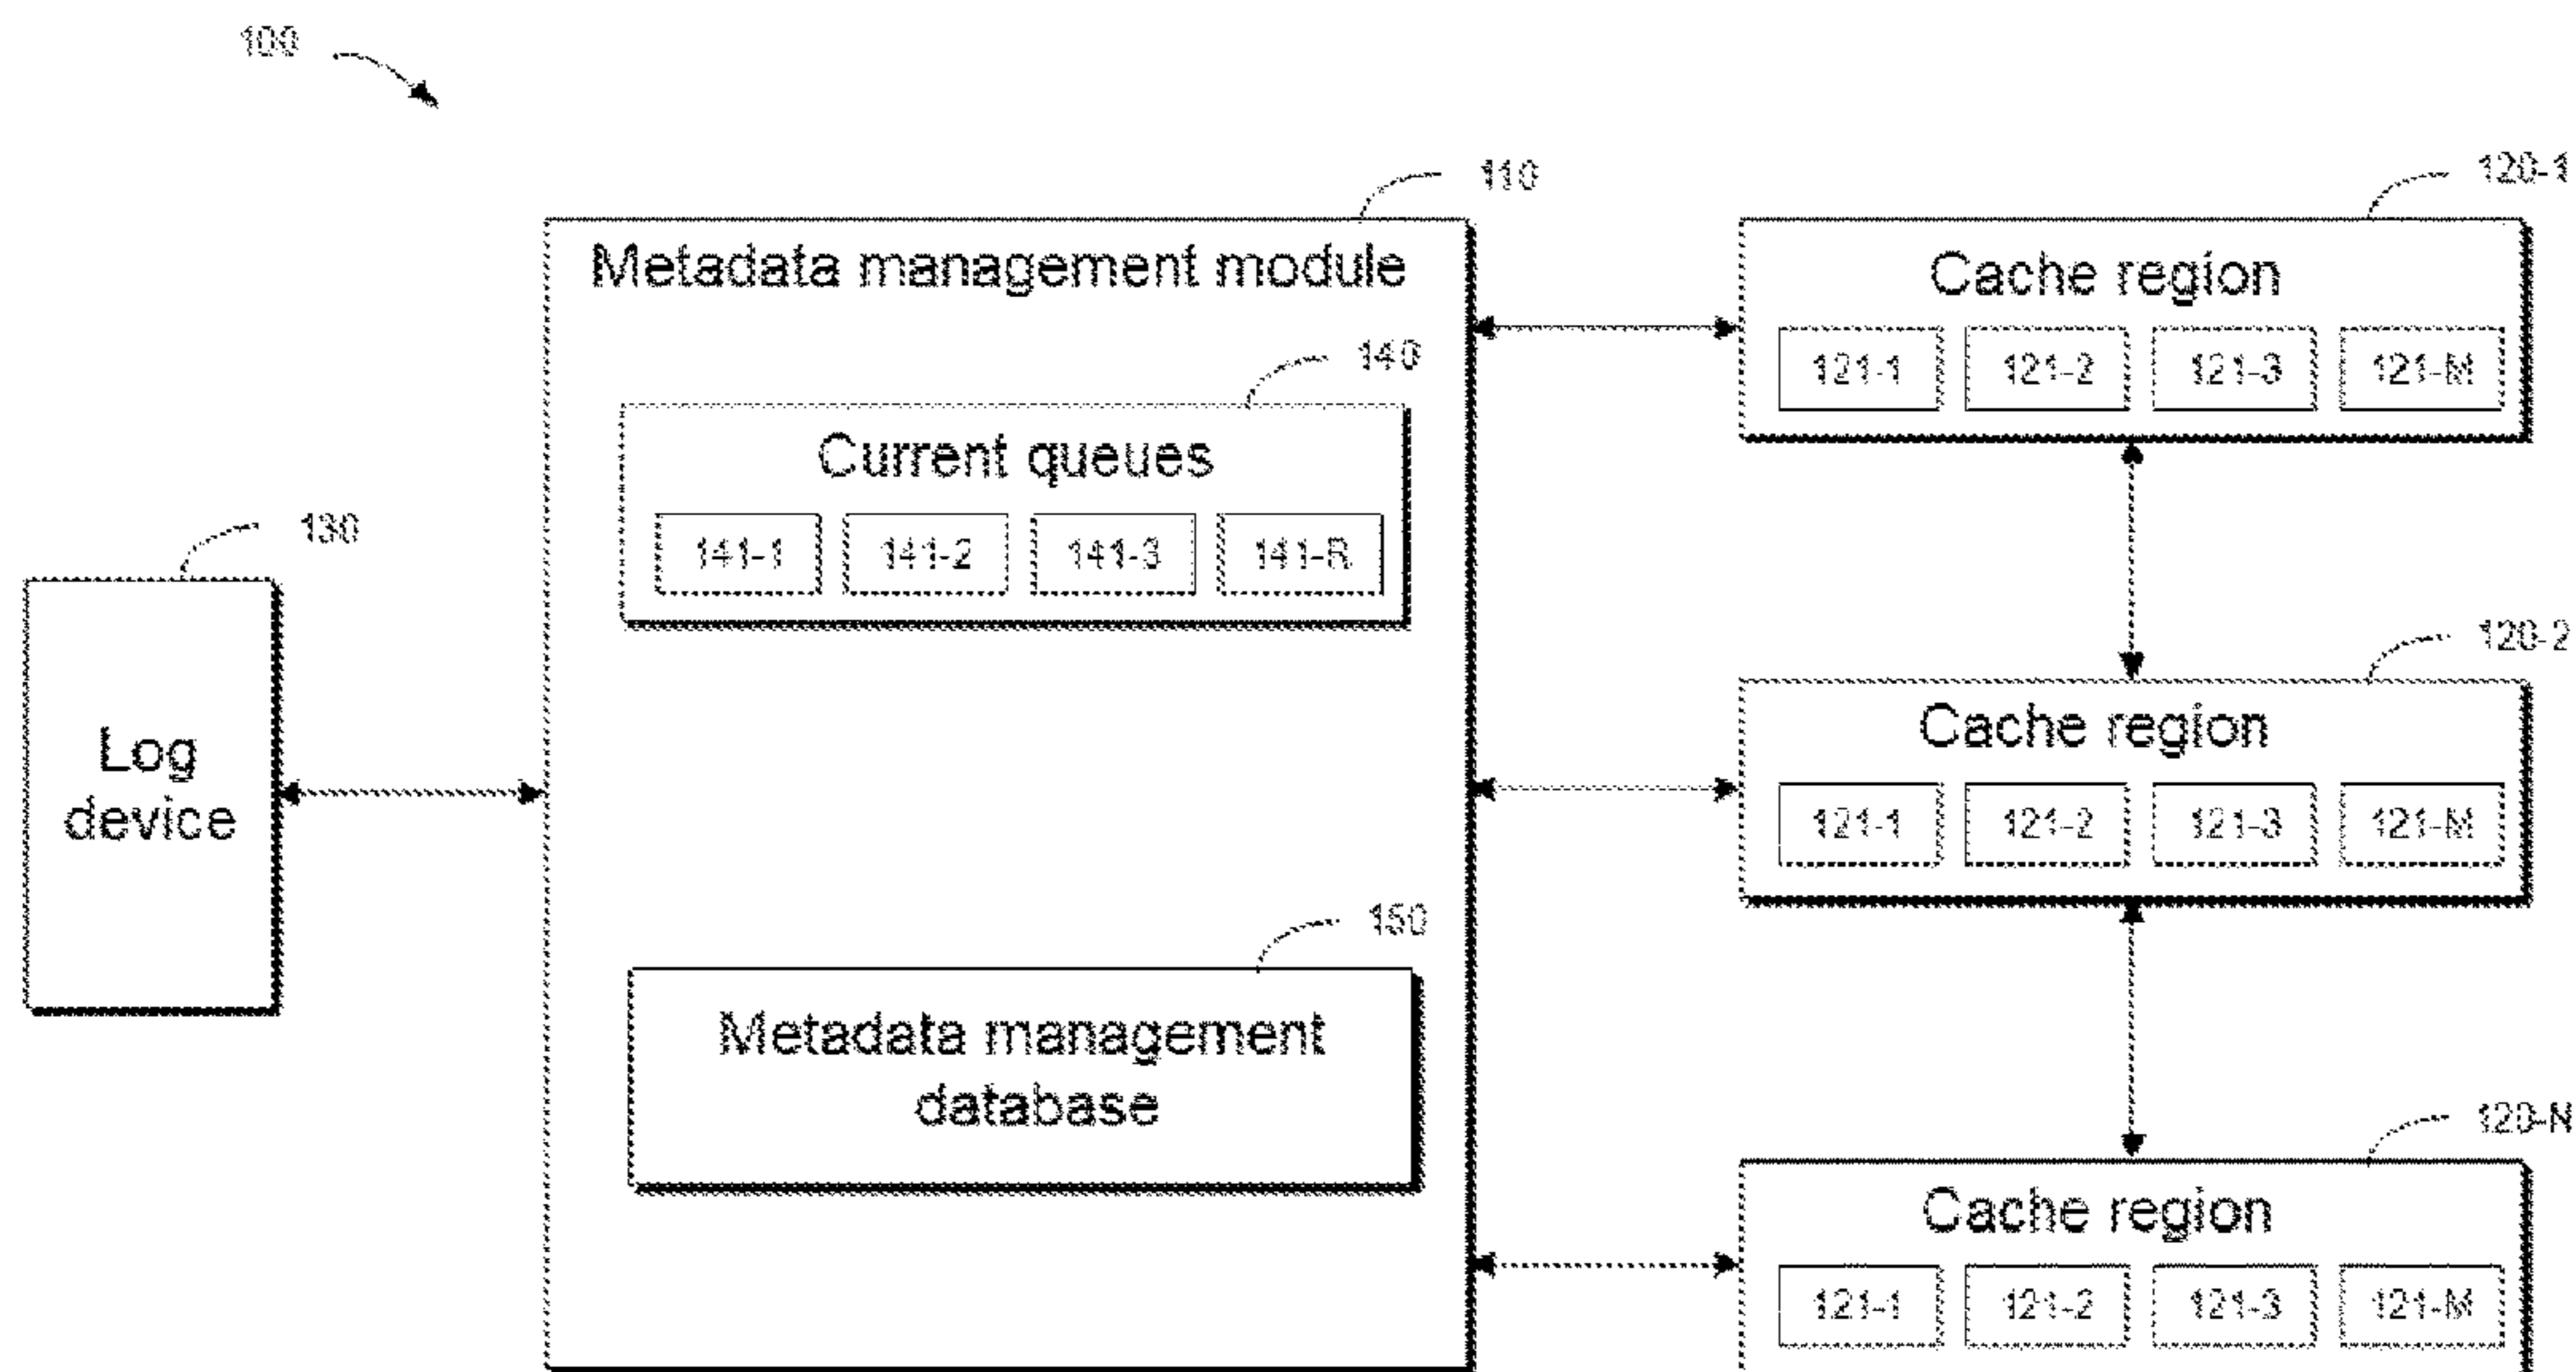 100
110
120-1
Metadata management module
Cache region
121-1 121-2 121-3 121-M
140
Current queues
141-1 141-2 141-3 141-R
130
Log
device
120-2
Cache region
121-1 121-2 121-3 121-M
150
Metadata management
database
120-N
Cache region
121-1 121-2 121-3 121-M